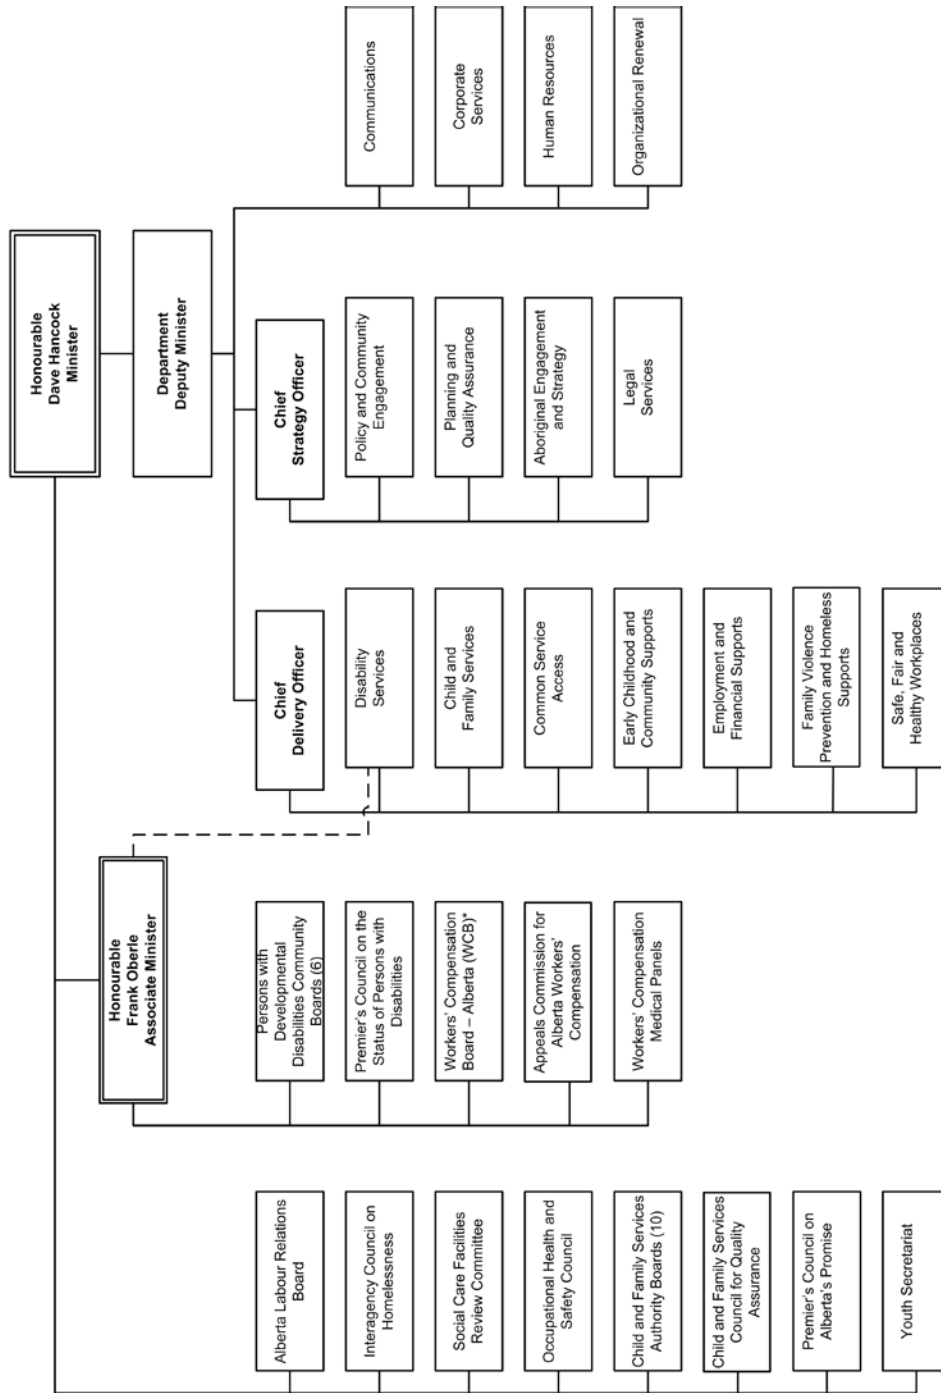 Honourable
Dave Hancock
Minister
Department
Deputy Minister
Honourable
Frank Oberle
Associate Minister
Chief
Delivery Officer
Chief
Strategy Officer
Alberta Labour Relations
Board
Interagency Council on
Homelessness
Social Care Facilities
Review Committee
Occupational Health and
Safety Council
Child and Family Services
Authority Boards (10)
Child and Family Services
Council for Quality
Assurance
Premier's Council on
Alberta's Promise
Youth Secretariat
Persons with
Developmental
Disabilities Community
Boards (6)
Premier's Council on the
Status of Persons with
Disabilities
Workers' Compensation
Board – Alberta (WCB)*
Appeals Commission for
Alberta Workers'
Compensation
Workers' Compensation
Medical Panels
Disability
Services
Child and
Family Services
Common Service
Access
Early Childhood and
Community Supports
Employment and
Financial Supports
Family Violence
Prevention and Homeless
Supports
Safe, Fair and
Healthy Workplaces
Policy and Community
Engagement
Planning and
Quality Assurance
Aboriginal Engagement
and Strategy
Legal
Services
Communications
Corporate
Services
Human Resources
Organizational Renewal